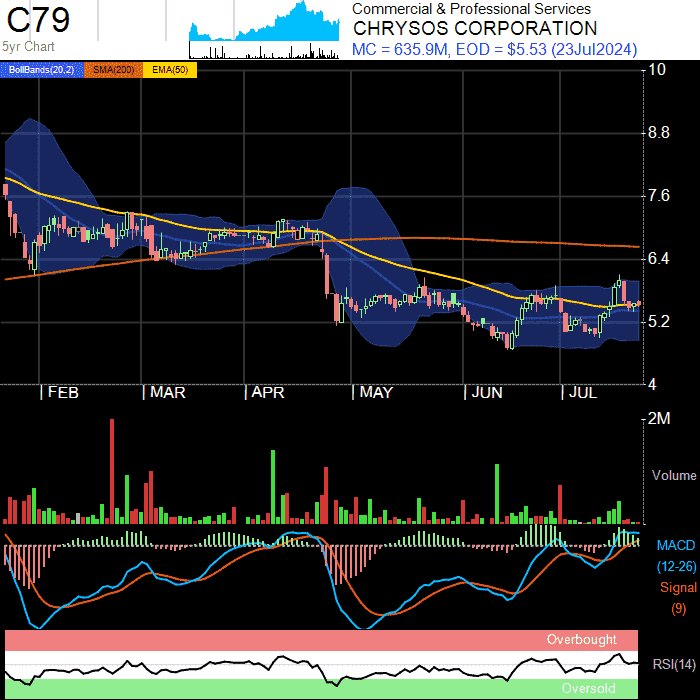 C79
5yr Chart
Commercial & Professional Services
CHRYSOS CORPORATION
MC = 635.9M, EOD = $5.53 (23Jul2024)
BollBands(20,2) SMA(200) EMA(50)
10
8.8
7.6
6.4
5.2
4
FEB MAR APR MAY JUN JUL
2M
Volume
MACD
(12-26)
Signal
(9)
Overbought
RSI(14)
Oversold